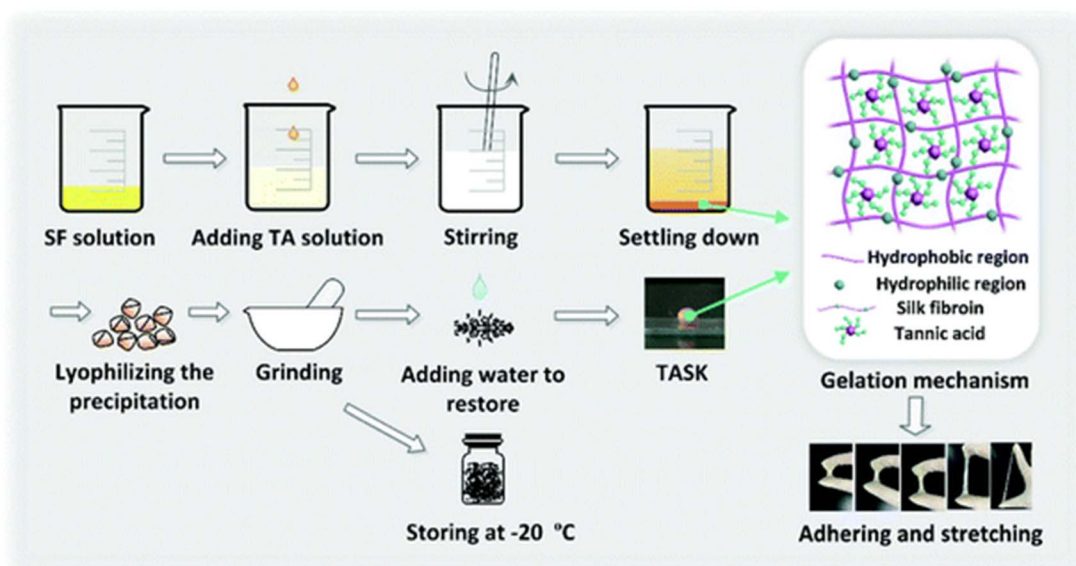 SF solution
Adding TA solution
Stirring
Settling down
Hydrophobic region
Hydrophilic region
Silk fibroin
Tannic acid
Gelation mechanism
Lyophilizing the
precipitation
Grinding
Adding water to
restore
TASK
Storing at -20 °C
Adhering and stretching